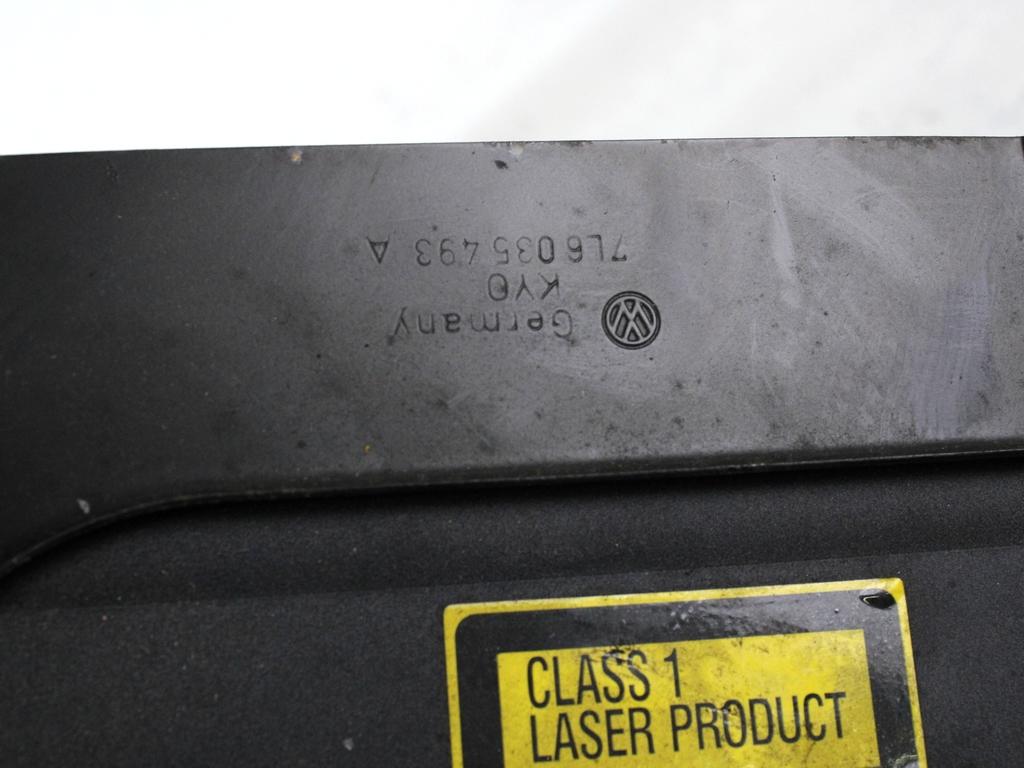 7L6 035 493 A
KYO
Germany
CLASS 1
LASER PRODUCT